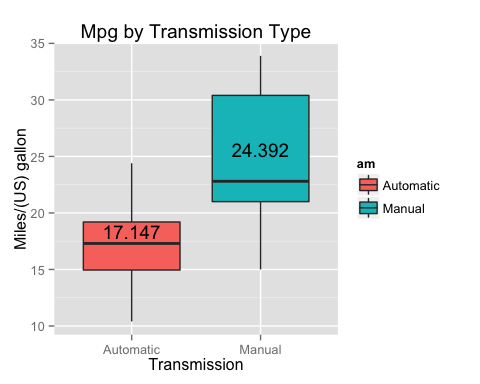 Mpg by Transmission Type
Miles/(US) gallon
35
30
25
20
15
10
17.147
24.392
Automatic
Manual
Transmission
am
Automatic
Manual